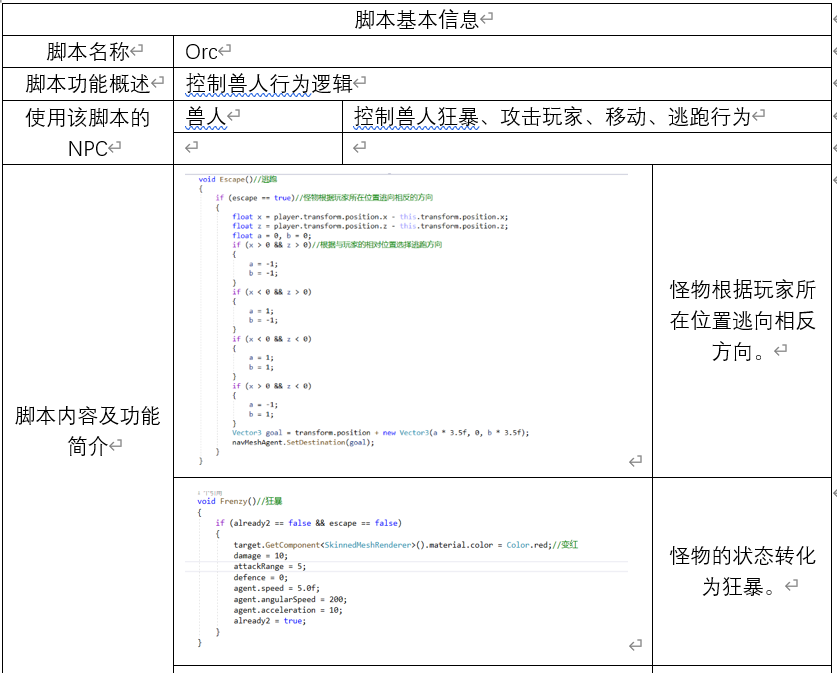 脚本基本信息
脚本名称
Orc
脚本功能概述
控制兽人行为逻辑
使用该脚本的
NPC
兽人
控制兽人狂暴、攻击玩家、移动、逃跑行为
脚本内容及功能
简介
void Escape()//逃跑
{
if (escape == true)//怪物根据玩家所在位置逃向相反的方向
{
float x = player.transform.position.x - this.transform.position.x;
float z = player.transform.position.z - this.transform.position.z;
float a = 0, b = 0;
if (x > 0 && z > 0)//根据与玩家的相对位置选择逃跑方向
{
a = -1;
b = -1;
}
if (x < 0 && z > 0)
{
a = 1;
b = -1;
}
if (x < 0 && z < 0)
{
a = 1;
b = 1;
}
if (x > 0 && z < 0)
{
a = -1;
b = 1;
}
Vector3 goal = transform.position + new Vector3(a * 3.5f, 0, b * 3.5f);
navMeshAgent.SetDestination(goal);
}
}
怪物根据玩家所
在位置逃向相反
方向。
void Frenzy()//狂暴
{
if (already2 == false && escape == false)
{
target.GetComponent<SkinnedMeshRenderer>().material.color = Color.red;//变红
damage = 10;
attackRange = 5;
defence = 0;
agent.speed = 5.0f;
agent.angularSpeed = 200;
agent.acceleration = 10;
already2 = true;
}
}
怪物的状态转化
为狂暴。